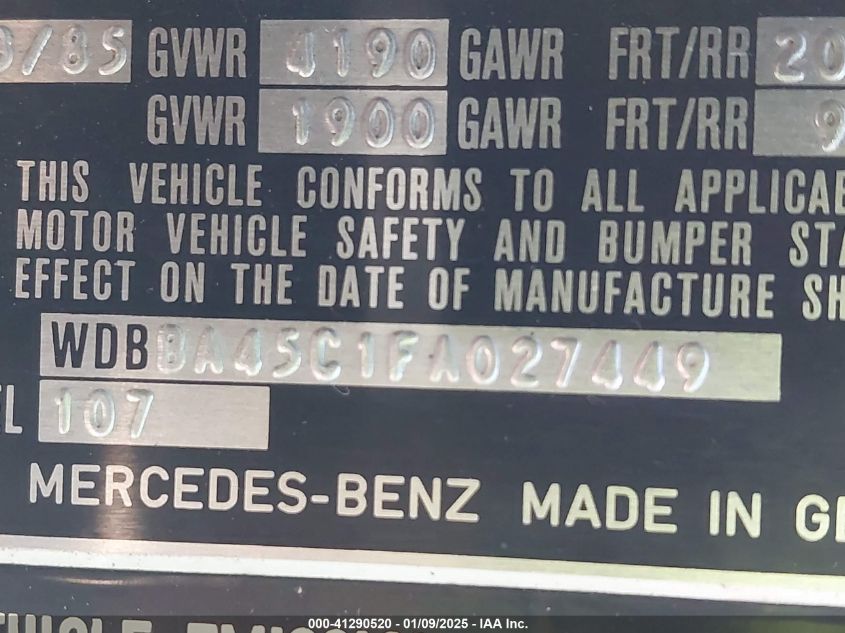 /85 GVWR 4190 GAWR FRT/RR 20
GVWR 1900 GAWR FRT/RR 9
THIS VEHICLE CONFORMS TO ALL APPLICAB
MOTOR VEHICLE SAFETY AND BUMPER STA
EFFECT ON THE DATE OF MANUFACTURE SH
WDBBA45C1FA027449
EL 107
MERCEDES-BENZ MADE IN GE
000-41290520 - 01/09/2025 - IAA Inc.